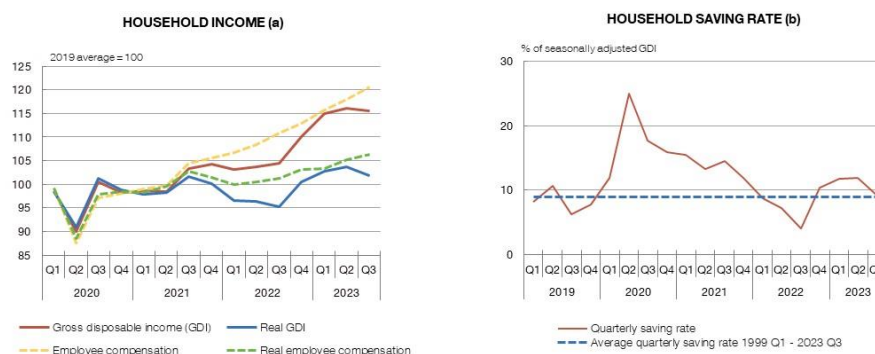 HOUSEHOLD INCOME (a)
2019 average = 100
125
120
115
110
105
100
95
90
85
Q1 Q2 Q3 Q4 Q1 Q2 Q3 Q4 Q1 Q2 Q3 Q4 Q1 Q2 Q3
2020 2021 2022 2023
Gross disposable income (GDI) Real GDI
Employee compensation Real employee compensation
HOUSEHOLD SAVING RATE (b)
% of seasonally adjusted GDI
30
20
10
0
Q1 Q2 Q3 Q4 Q1 Q2 Q3 Q4 Q1 Q2 Q3 Q4 Q1 Q2 Q3 Q4 Q1 Q2
2019 2020 2021 2022 2023
Quarterly saving rate
Average quarterly saving rate 1999 Q1 - 2023 Q3